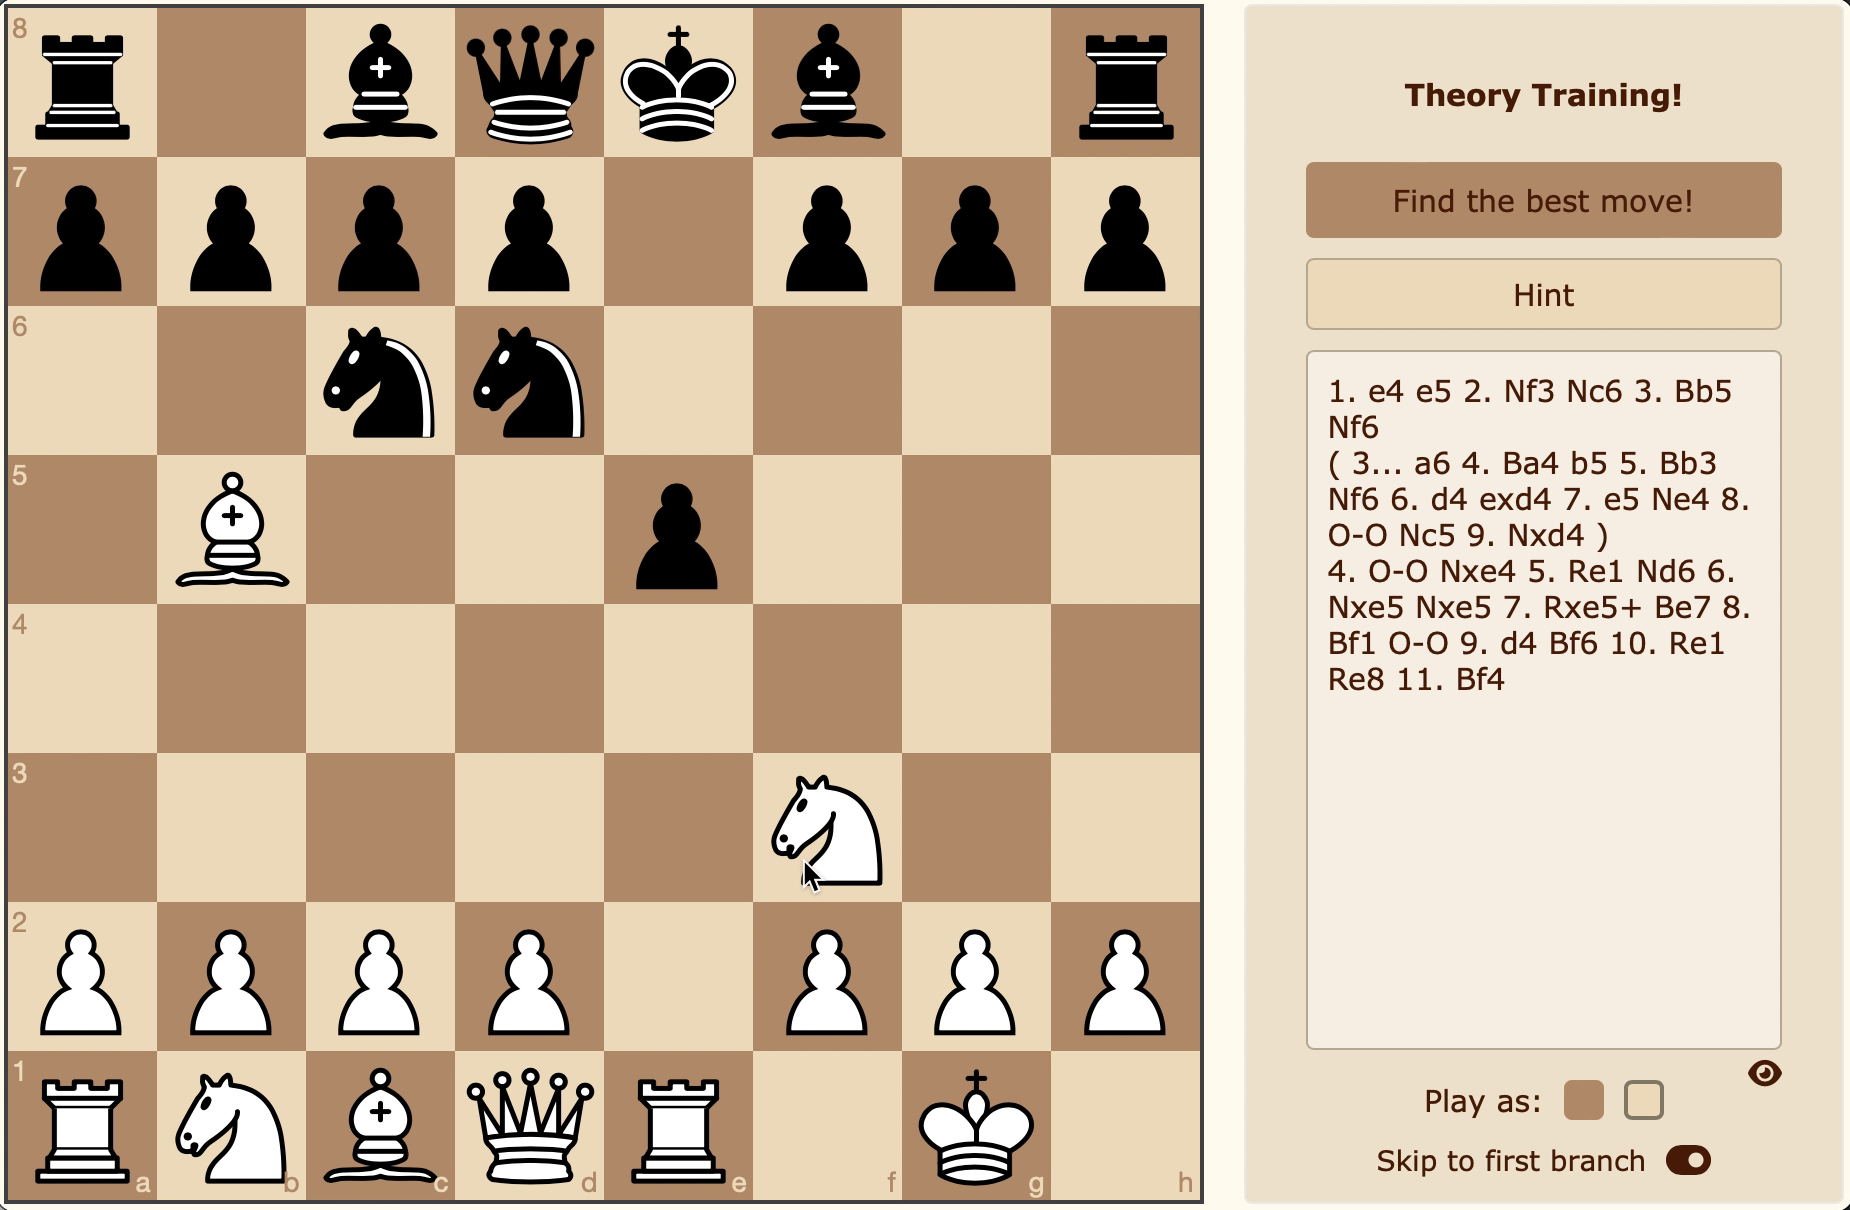 8
7
6
5
4
3
2
1
a b c d e f g h
Theory Training!
Find the best move!
Hint
1. e4 e5 2. Nf3 Nc6 3. Bb5
Nf6
( 3... a6 4. Ba4 b5 5. Bb3
Nf6 6. d4 exd4 7. e5 Ne4 8.
O-O Nc5 9. Nxd4 )
4. O-O Nxe4 5. Re1 Nd6 6.
Nxe5 Nxe5 7. Rxe5+ Be7 8.
Bf1 O-O 9. d4 Bf6 10. Re1
Re8 11. Bf4
Play as:
Skip to first branch